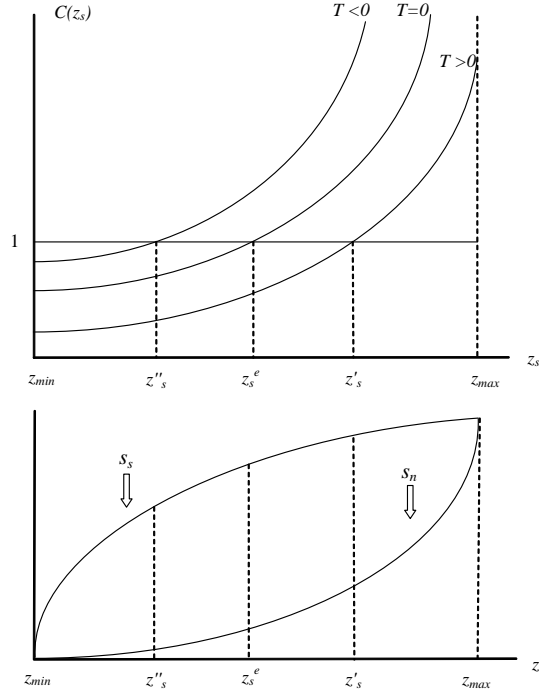 C(z_s)
T <0
T=0
T >0
1
z_s
z_min
z''_s
z_s^e
z'_s
z_max
s_s
s_n
z_min
z''_s
z_s^e
z'_s
z_max
z